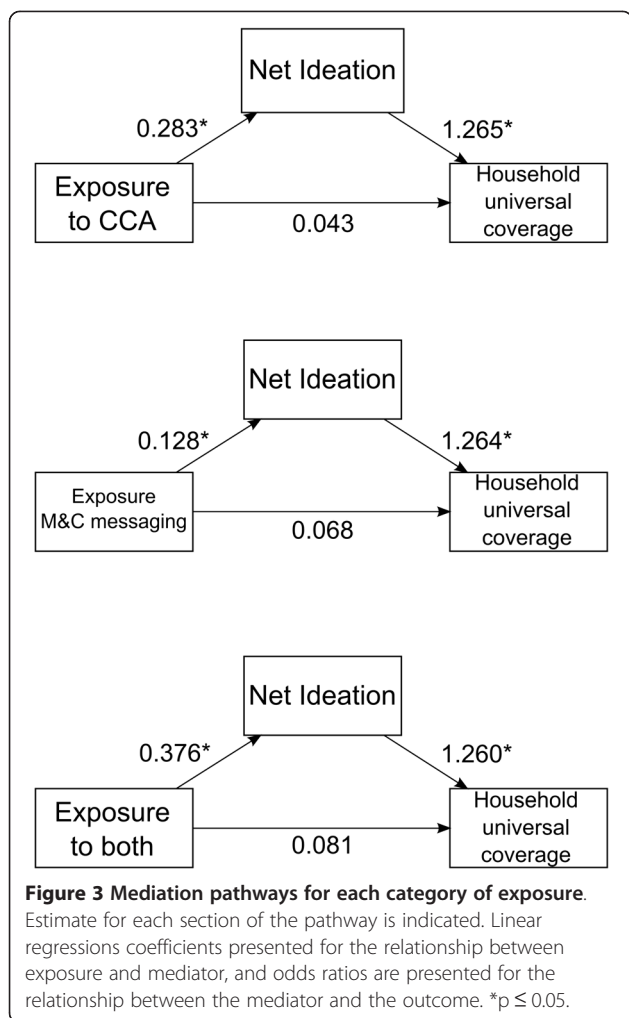 Net Ideation
0.283*
1.265*
Exposure
to CCA
Household
universal
coverage
0.043
Net Ideation
0.128*
1.264*
Exposure
M&C messaging
Household
universal
coverage
0.068
Net Ideation
0.376*
1.260*
Exposure
to both
Household
universal
coverage
0.081
Figure 3 Mediation pathways for each category of exposure.
Estimate for each section of the pathway is indicated. Linear
regressions coefficients presented for the relationship between
exposure and mediator, and odds ratios are presented for the
relationship between the mediator and the outcome. *p ≤ 0.05.